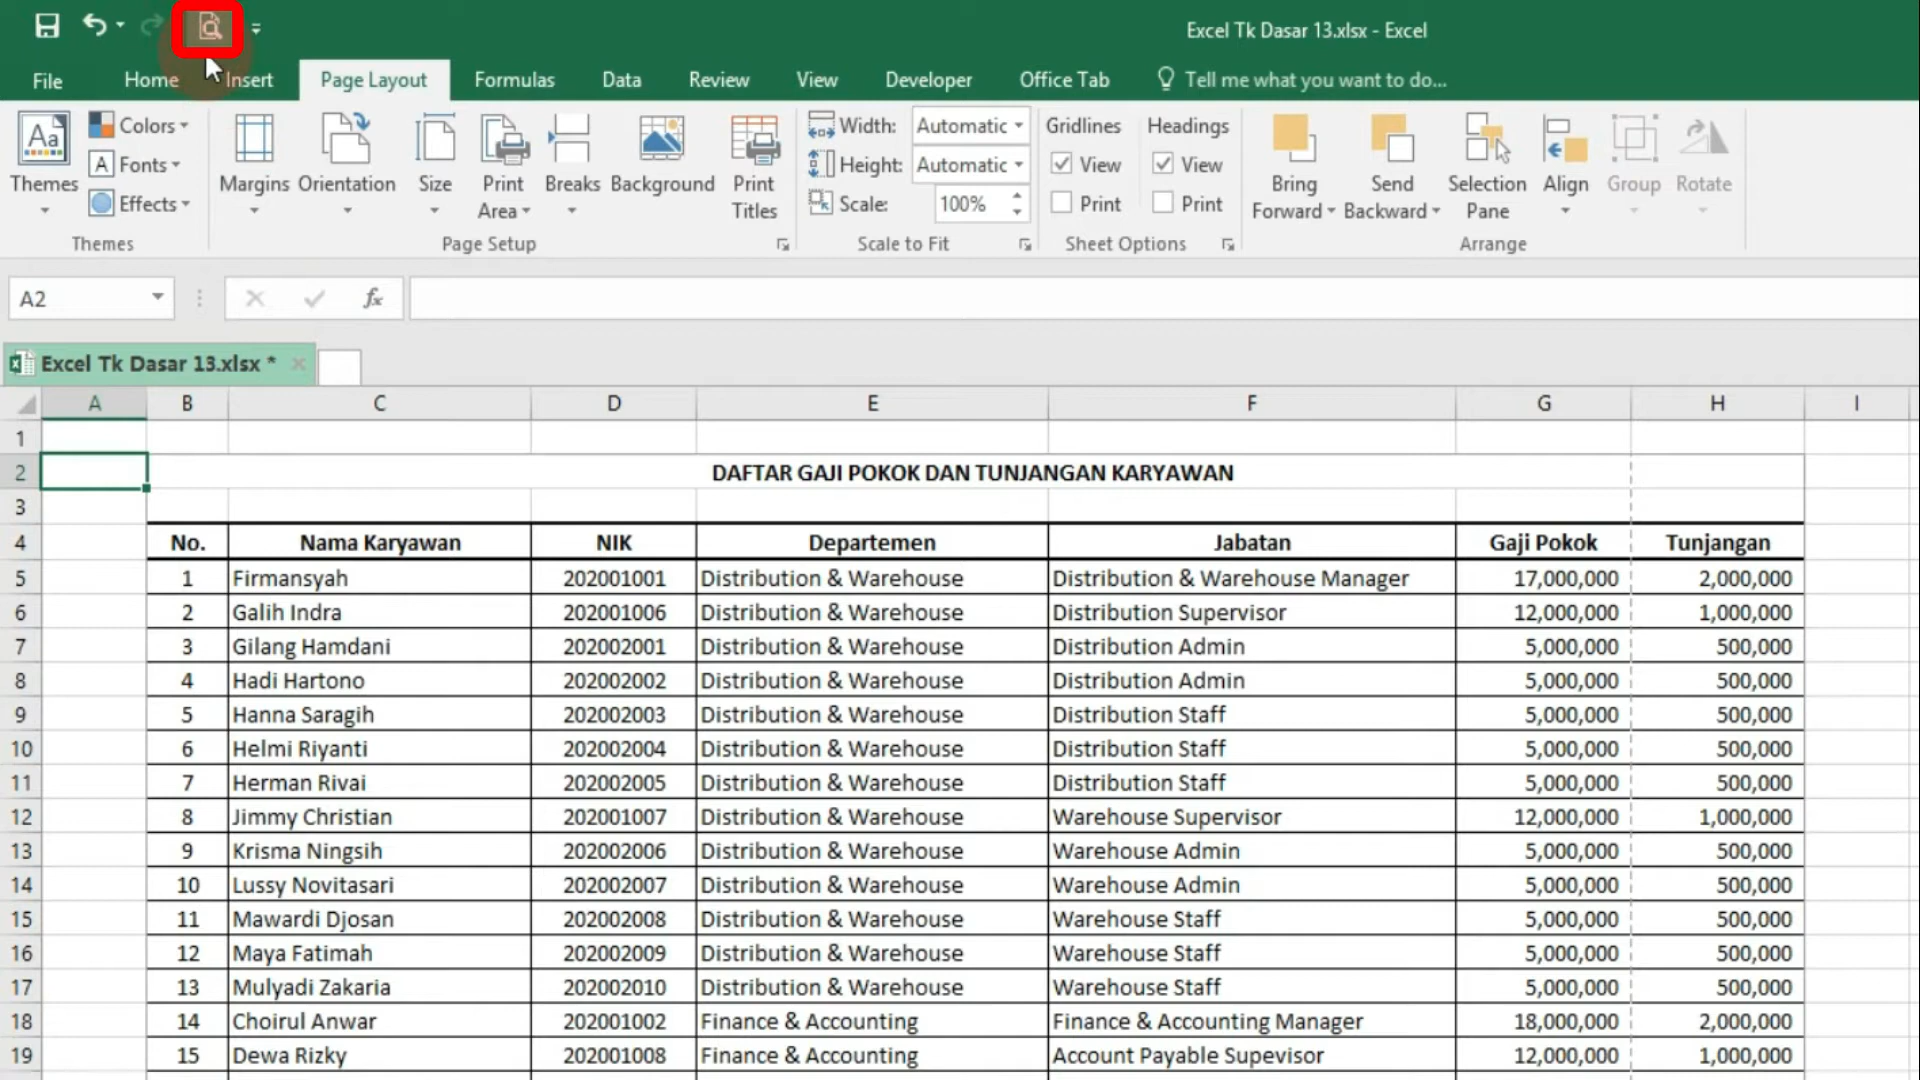 Excel Tk Dasar 13.xlsx - Excel
File Home Insert Page Layout Formulas Data Review View Developer Office Tab Tell me what you want to do...
Themes
Colors
Fonts
Effects
Themes
Margins Orientation Size Print Area Breaks Background Print Titles
Page Setup
Width: Automatic
Height: Automatic
Scale: 100%
Scale to Fit
Gridlines Headings
View View
Print Print
Sheet Options
Bring Forward Send Backward Selection Pane Align Group Rotate
Arrange
A2 fx
Excel Tk Dasar 13.xlsx *
A B C D E F G H I
1
2 DAFTAR GAJI POKOK DAN TUNJANGAN KARYAWAN
3
4 No. Nama Karyawan NIK Departemen Jabatan Gaji Pokok Tunjangan
5 1 Firmansyah 202001001 Distribution & Warehouse Distribution & Warehouse Manager 17,000,000 2,000,000
6 2 Galih Indra 202001006 Distribution & Warehouse Distribution Supervisor 12,000,000 1,000,000
7 3 Gilang Hamdani 202002001 Distribution & Warehouse Distribution Admin 5,000,000 500,000
8 4 Hadi Hartono 202002002 Distribution & Warehouse Distribution Admin 5,000,000 500,000
9 5 Hanna Saragih 202002003 Distribution & Warehouse Distribution Staff 5,000,000 500,000
10 6 Helmi Riyanti 202002004 Distribution & Warehouse Distribution Staff 5,000,000 500,000
11 7 Herman Rivai 202002005 Distribution & Warehouse Distribution Staff 5,000,000 500,000
12 8 Jimmy Christian 202001007 Distribution & Warehouse Warehouse Supervisor 12,000,000 1,000,000
13 9 Krisma Ningsih 202002006 Distribution & Warehouse Warehouse Admin 5,000,000 500,000
14 10 Lussy Novitasari 202002007 Distribution & Warehouse Warehouse Admin 5,000,000 500,000
15 11 Mawardi Djosan 202002008 Distribution & Warehouse Warehouse Staff 5,000,000 500,000
16 12 Maya Fatimah 202002009 Distribution & Warehouse Warehouse Staff 5,000,000 500,000
17 13 Mulyadi Zakaria 202002010 Distribution & Warehouse Warehouse Staff 5,000,000 500,000
18 14 Choirul Anwar 202001002 Finance & Accounting Finance & Accounting Manager 18,000,000 2,000,000
19 15 Dewa Rizky 202001008 Finance & Accounting Account Payable Supevisor 12,000,000 1,000,000